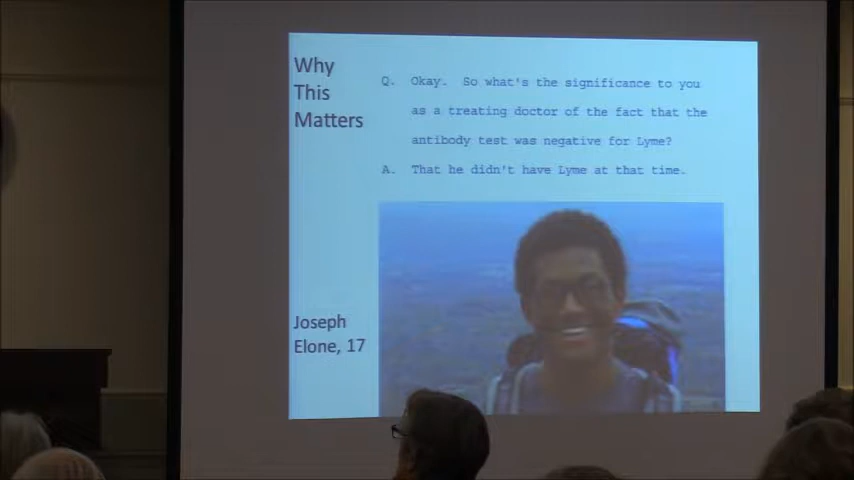 Why
This
Matters
Q. Okay. So what's the significance to you
as a treating doctor of the fact that the
antibody test was negative for Lyme?
A. That he didn't have Lyme at that time.
Joseph
Elone, 17